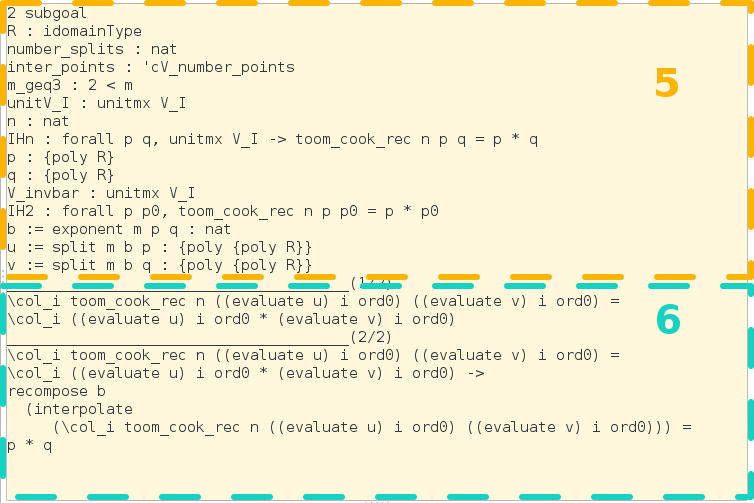 2 subgoal
R : idomainType
number_splits : nat
inter_points : 'cV_number_points
5
m_geq3 : 2 < m
unitV_I : unitmx V_I
n : nat
IHn : forall p q, unitmx V_I -> toom_cook_rec n p q = p * q
p : {poly R}
q : {poly R}
V_invbar : unitmx V_I
IH2 : forall p p0, toom_cook_rec n p p0 = p * p0
b := exponent m p q : nat
u := split m b p : {poly {poly R}}
v := split m b q : {poly {poly R}}
______________________________________(1/2)
\col_i toom_cook_rec n ((evaluate u) i ord0) ((evaluate v) i ord0) =
\col_i ((evaluate u) i ord0 * (evaluate v) i ord0)
6
______________________________________(2/2)
\col_i toom_cook_rec n ((evaluate u) i ord0) ((evaluate v) i ord0) =
\col_i ((evaluate u) i ord0 * (evaluate v) i ord0) ->
recompose b
(interpolate
(\col_i toom_cook_rec n ((evaluate u) i ord0) ((evaluate v) i ord0))) =
p * q